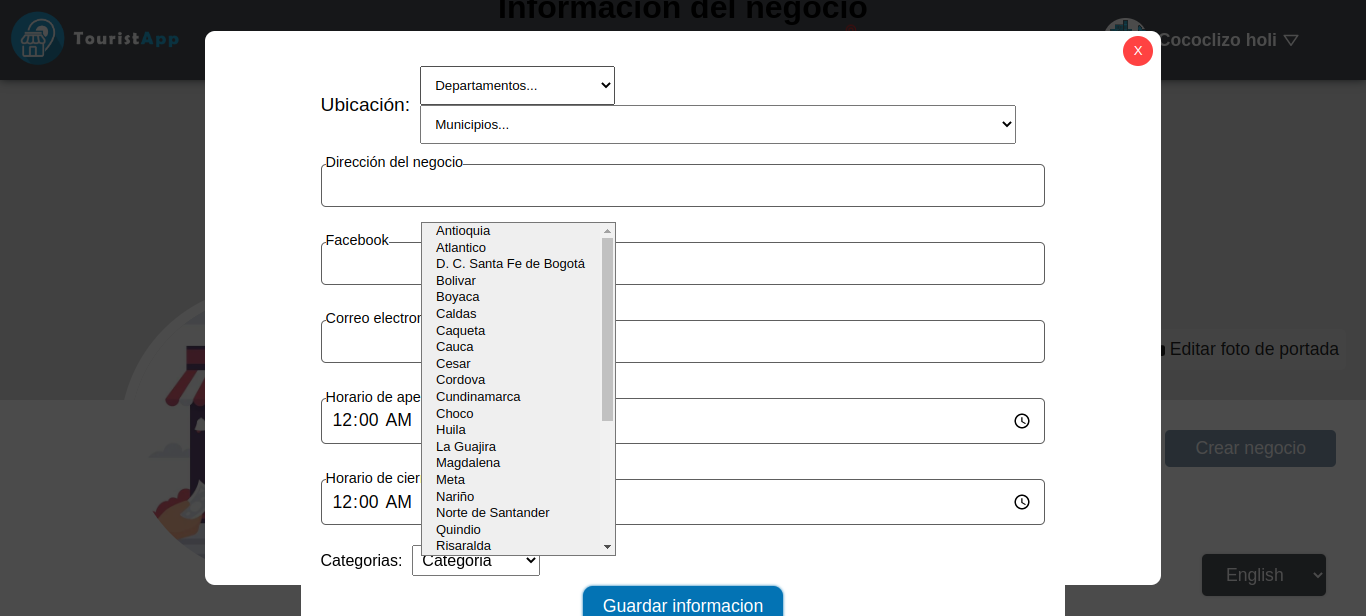 Información del negocio
TouristApp
Cococlizo holi ▽
X
Ubicación:
Departamentos...
Municipios...
Dirección del negocio
Facebook
Antioquia
Atlantico
D. C. Santa Fe de Bogotá
Bolivar
Boyaca
Caldas
Caqueta
Cauca
Cesar
Cordova
Cundinamarca
Choco
Huila
La Guajira
Magdalena
Meta
Nariño
Norte de Santander
Quindio
Risaralda
Correo electron
Horario de ape
12:00 AM
Horario de cier
12:00 AM
Categorias:
Categoria
Guardar informacion
Editar foto de portada
Crear negocio
English